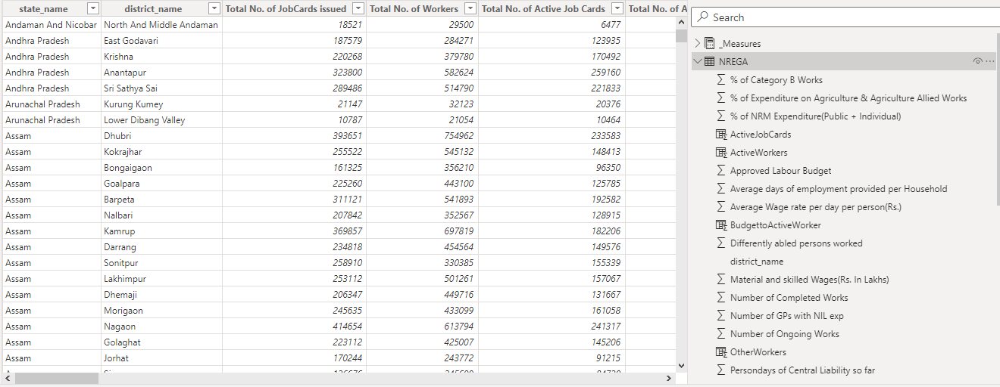 state_name district_name Total No. of JobCards issued Total No. of Workers Total No. of Active Job Cards Total No. of A
Andaman And Nicobar North And Middle Andaman 18521 29500 6477
Andhra Pradesh East Godavari 187579 284271 123935
Andhra Pradesh Krishna 220268 379780 170492
Andhra Pradesh Anantapur 323800 582624 259160
Andhra Pradesh Sri Sathya Sai 289486 514790 221833
Arunachal Pradesh Kurung Kumey 21147 32123 20376
Arunachal Pradesh Lower Dibang Valley 10787 21054 10464
Assam Dhubri 393651 754962 233583
Assam Kokrajhar 255522 545132 148413
Assam Bongaigaon 161325 356210 96350
Assam Goalpara 225260 443100 125785
Assam Barpeta 311121 541893 192582
Assam Nalbari 207842 352567 128915
Assam Kamrup 369857 697819 182206
Assam Darrang 234818 454564 149576
Assam Sonitpur 258910 330385 155339
Assam Lakhimpur 253112 501261 157067
Assam Dhemaji 206347 449716 131667
Assam Morigaon 245635 433099 161058
Assam Nagaon 414654 613794 241317
Assam Golaghat 223112 425007 145206
Assam Jorhat 170244 243772 91215
Search
_Measures
NREGA
% of Category B Works
% of Expenditure on Agriculture & Agriculture Allied Works
% of NRM Expenditure(Public + Individual)
ActiveJobCards
ActiveWorkers
Approved Labour Budget
Average days of employment provided per Household
Average Wage rate per day per person(Rs.)
BudgettoActiveWorker
Differently abled persons worked
district_name
Material and skilled Wages(Rs. In Lakhs)
Number of Completed Works
Number of GPs with NIL exp
Number of Ongoing Works
OtherWorkers
Persondays of Central Liability so far